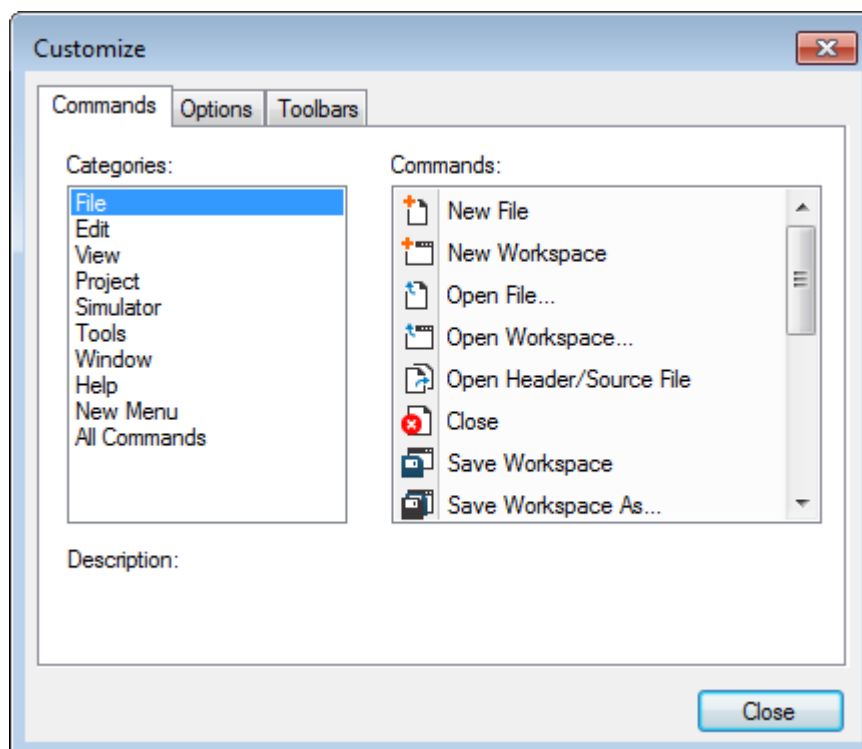 Customize
Commands
Options
Toolbars
Categories:
File
Edit
View
Project
Simulator
Tools
Window
Help
New Menu
All Commands
Commands:
New File
New Workspace
Open File...
Open Workspace...
Open Header/Source File
Close
Save Workspace
Save Workspace As...
Description:
Close